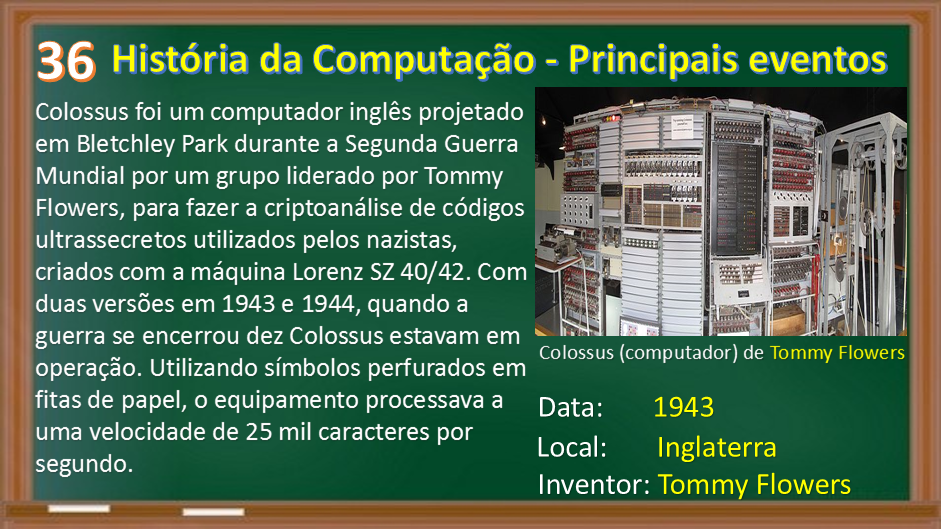 36 História da Computação - Principais eventos
Colossus foi um computador inglês projetado
em Bletchley Park durante a Segunda Guerra
Mundial por um grupo liderado por Tommy
Flowers, para fazer a criptoanálise de códigos
ultrassecretos utilizados pelos nazistas,
criados com a máquina Lorenz SZ 40/42. Com
duas versões em 1943 e 1944, quando a
guerra se encerrou dez Colossus estavam em
operação. Utilizando símbolos perfurados em
fitas de papel, o equipamento processava a
uma velocidade de 25 mil caracteres por
segundo.
Colossus (computador) de Tommy Flowers
Data: 1943
Local: Inglaterra
Inventor: Tommy Flowers